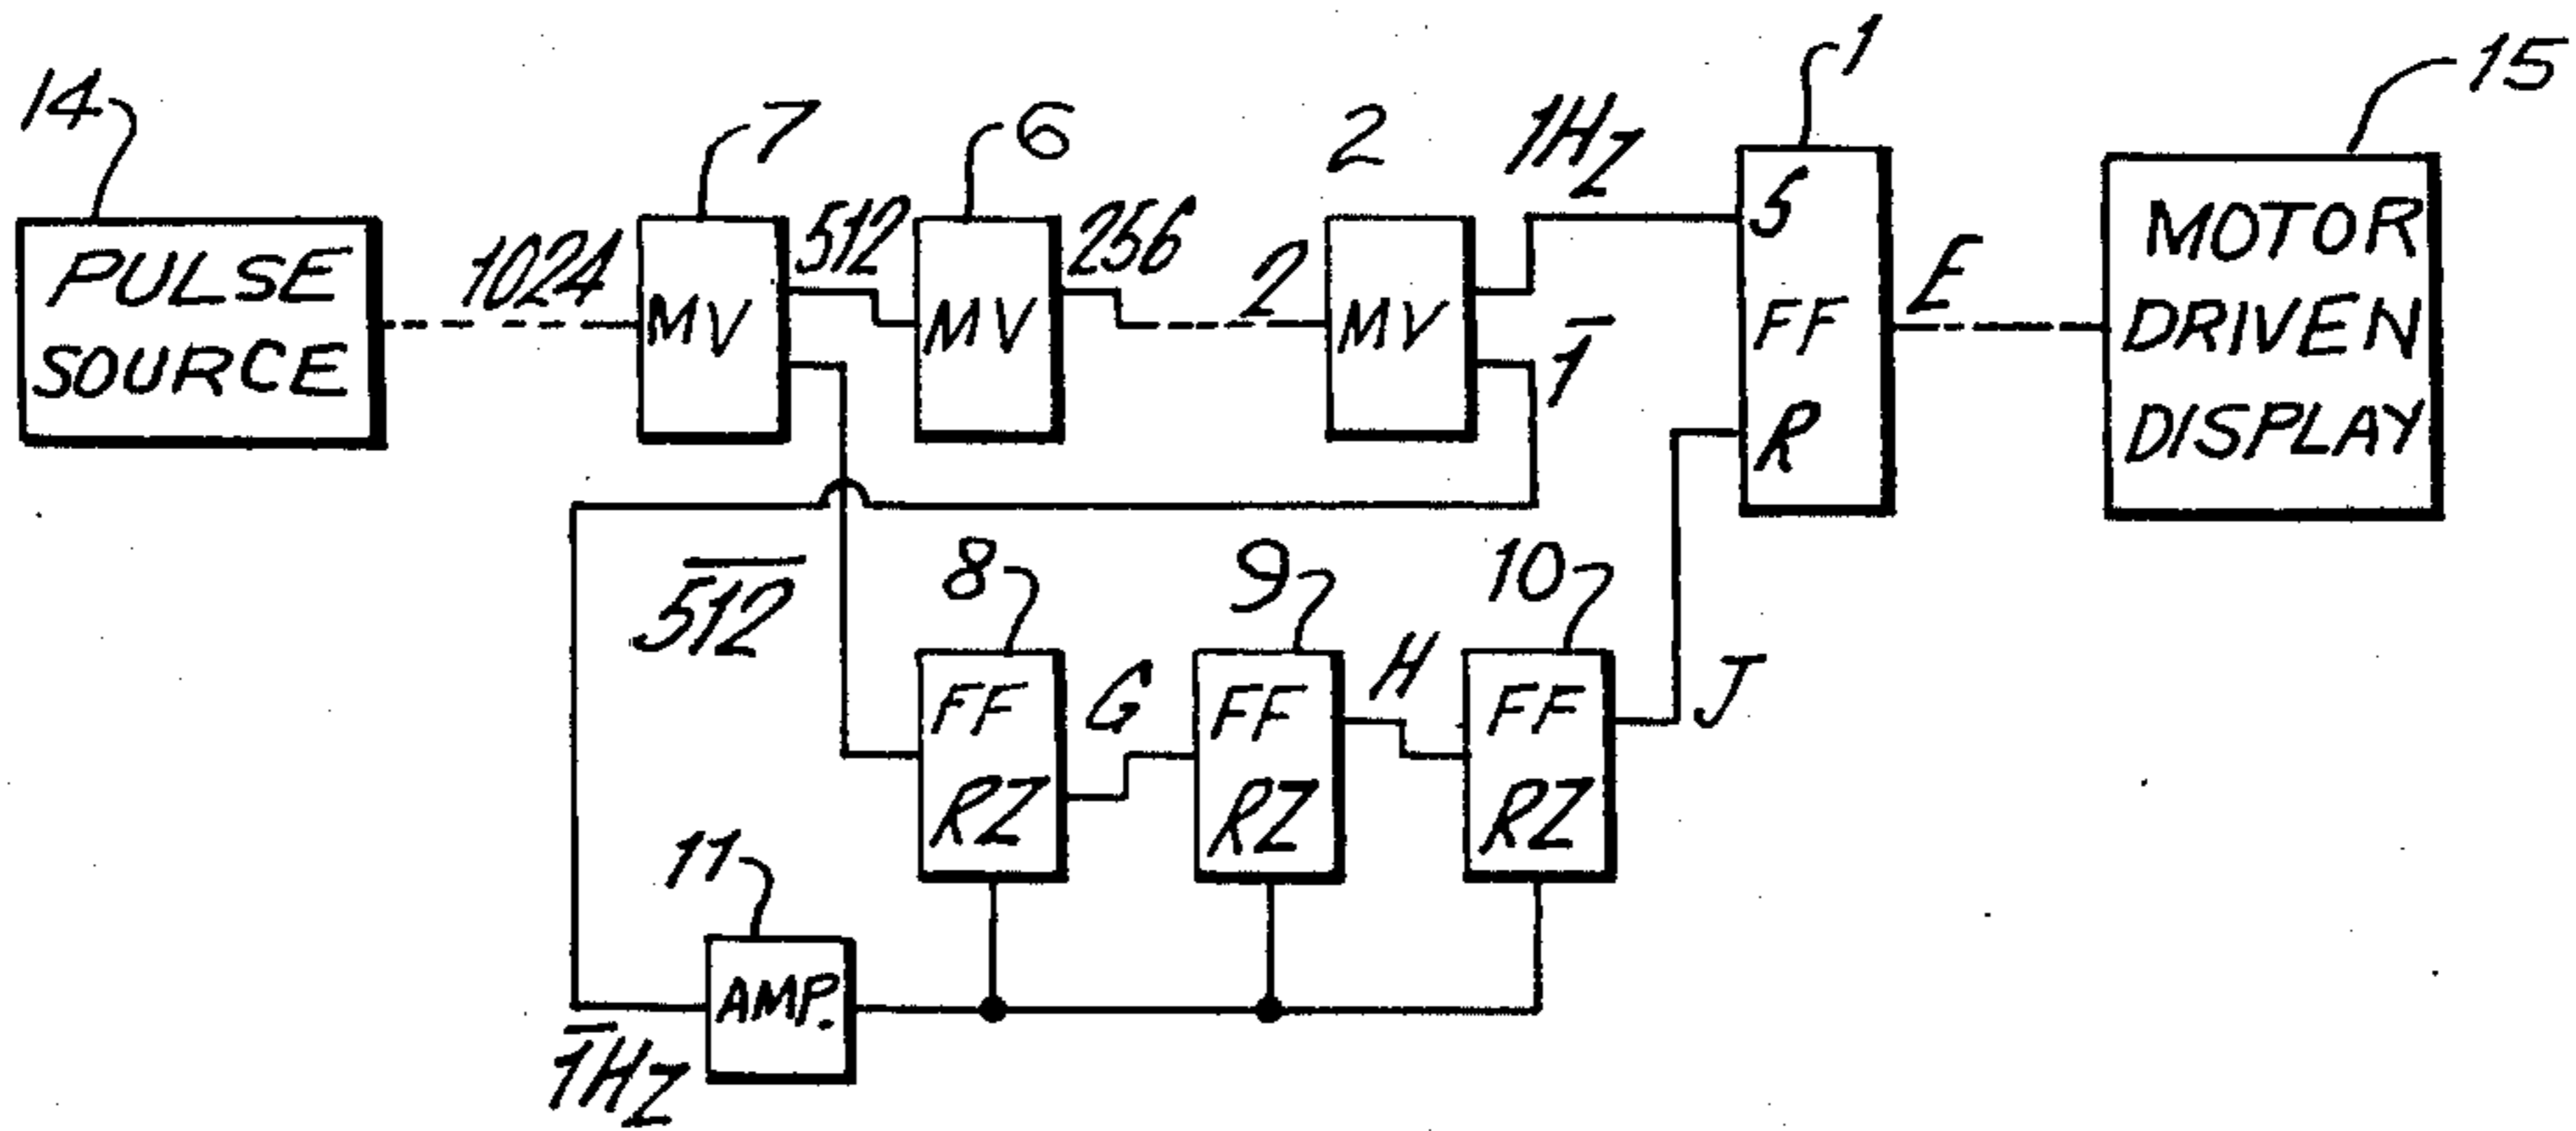 14
PULSE
SOURCE
1024
7
MV
512
6
MV
256
2
2
MV
1Hz
1̅
1
S
FF
R
E
15
MOTOR
DRIVEN
DISPLAY
5̅1̅2̅
8
FF
RZ
G
9
FF
RZ
H
10
FF
RZ
J
11
AMP.
1̅Hz